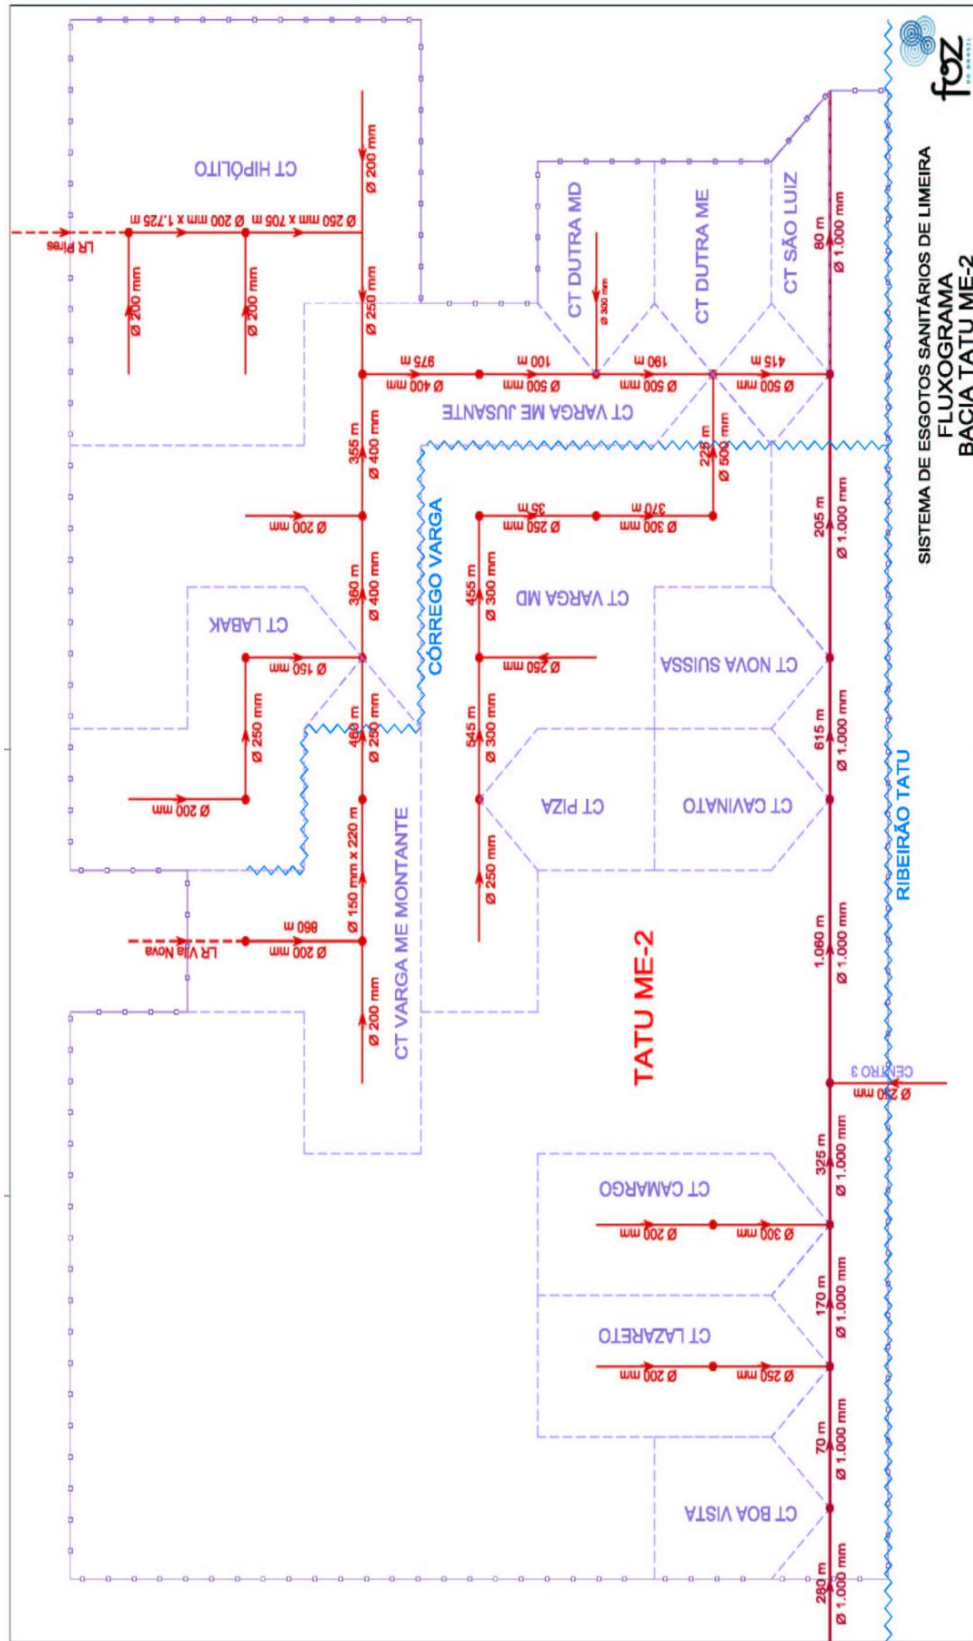 LR Vila Nova
LR Pires
Ø 200 mm
Ø 200 mm
Ø 250 mm
CT LABAK
Ø 200 mm
Ø 200 mm
Ø 200 mm x 1.725 m
Ø 250 mm x 705 m
CT HIPÓLITO
860 m
Ø 200 mm
Ø 150 mm
Ø 200 mm
Ø 200 mm
Ø 150 mm x 220 m
460 m
Ø 250 mm
360 m
Ø 400 mm
355 m
Ø 400 mm
Ø 250 mm
Ø 200 mm
CT VARGA ME MONTANTE
CÓRREGO VARGA
975 m
Ø 400 mm
CT VARGA ME JUSANTE
Ø 250 mm
545 m
Ø 300 mm
455 m
Ø 300 mm
Ø 250 mm
35 m
Ø 250 mm
100 m
Ø 500 mm
CT PIZA
CT VARGA MD
CT DUTRA MD
Ø 300 mm
TATU ME-2
370 m
Ø 300 mm
190 m
Ø 500 mm
225 m
Ø 500 mm
CT DUTRA ME
CT LAZARETO
Ø 200 mm
Ø 250 mm
CT CAMARGO
Ø 200 mm
Ø 300 mm
CT BOA VISTA
CT CAVINATO
CT NOVA SUISSA
415 m
Ø 500 mm
CT SÃO LUIZ
280 m
Ø 1.000 mm
70 m
Ø 1.000 mm
170 m
Ø 1.000 mm
325 m
Ø 1.000 mm
1.060 m
Ø 1.000 mm
615 m
Ø 1.000 mm
205 m
Ø 1.000 mm
80 m
Ø 1.000 mm
CENTRO 3
Ø 250 mm
RIBEIRÃO TATU
SISTEMA DE ESGOTOS SANITÁRIOS DE LIMEIRA
FLUXOGRAMA
BACIA TATU ME-2
foz
DO BRASIL